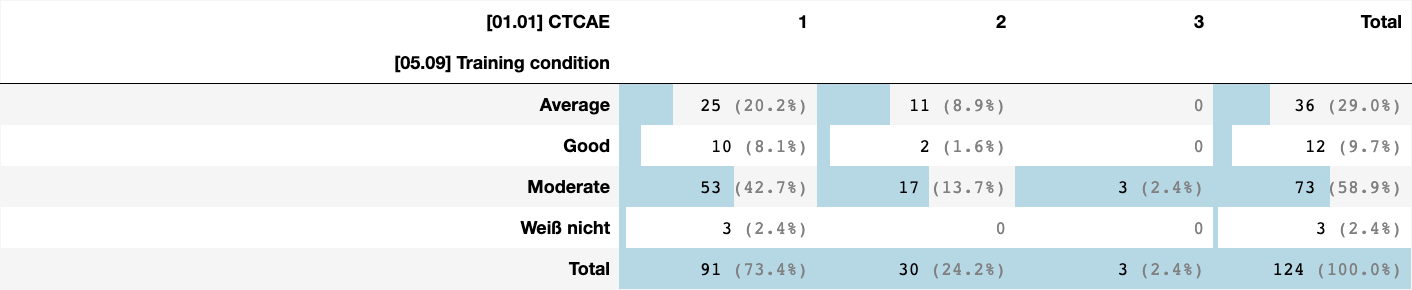 [01.01] CTCAE 1 2 3 Total
[05.09] Training condition
Average 25 (20.2%) 11 (8.9%) 0 36 (29.0%)
Good 10 (8.1%) 2 (1.6%) 0 12 (9.7%)
Moderate 53 (42.7%) 17 (13.7%) 3 (2.4%) 73 (58.9%)
Weiß nicht 3 (2.4%) 0 0 3 (2.4%)
Total 91 (73.4%) 30 (24.2%) 3 (2.4%) 124 (100.0%)